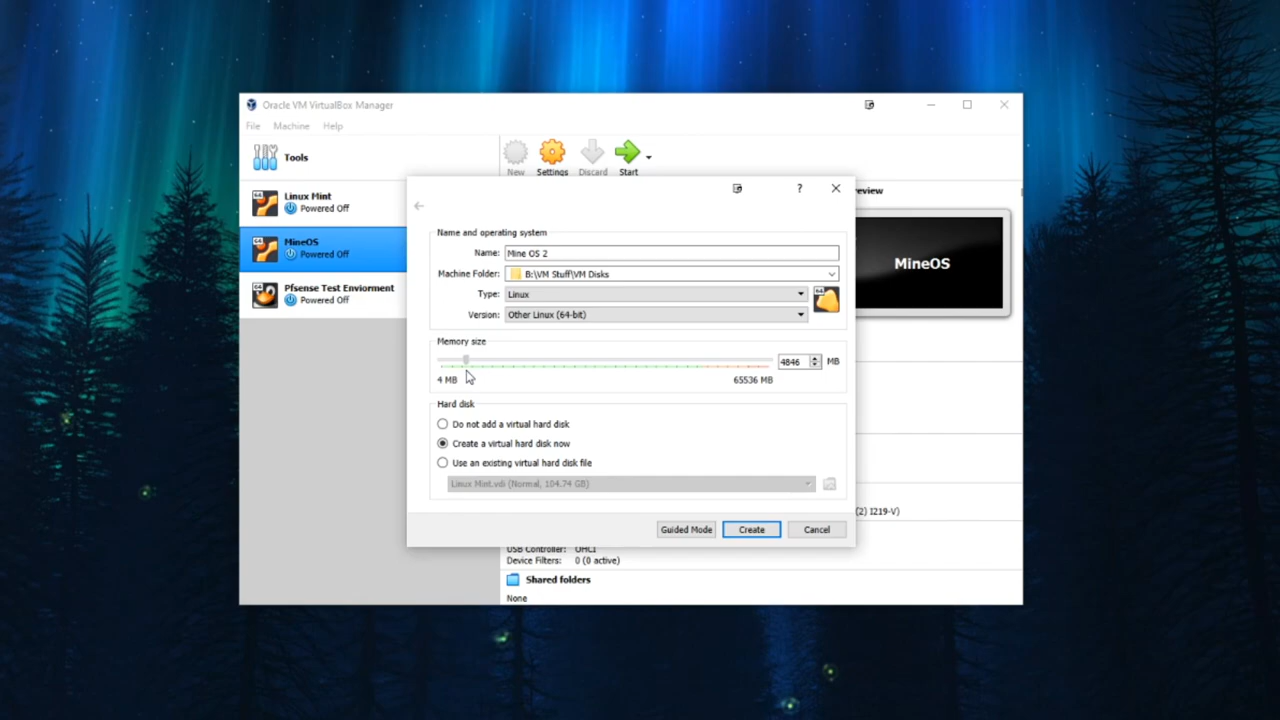 Oracle VM VirtualBox Manager
File Machine Help
Tools
New Settings Discard Start
Linux Mint
Powered Off
MineOS
Powered Off
Pfsense Test Enviorment
Powered Off
review
MineOS
?
Name and operating system
Name: Mine OS 2
Machine Folder: B:\VM Stuff\VM Disks
Type: Linux
Version: Other Linux (64-bit)
64
Memory size
4846 MB
4 MB 65536 MB
Hard disk
Do not add a virtual hard disk
Create a virtual hard disk now
Use an existing virtual hard disk file
Linux Mint.vdi (Normal, 104.74 GB)
Guided Mode Create Cancel
(2) I219-V)
USB Controller: OHCI
Device Filters: 0 (0 active)
Shared folders
None